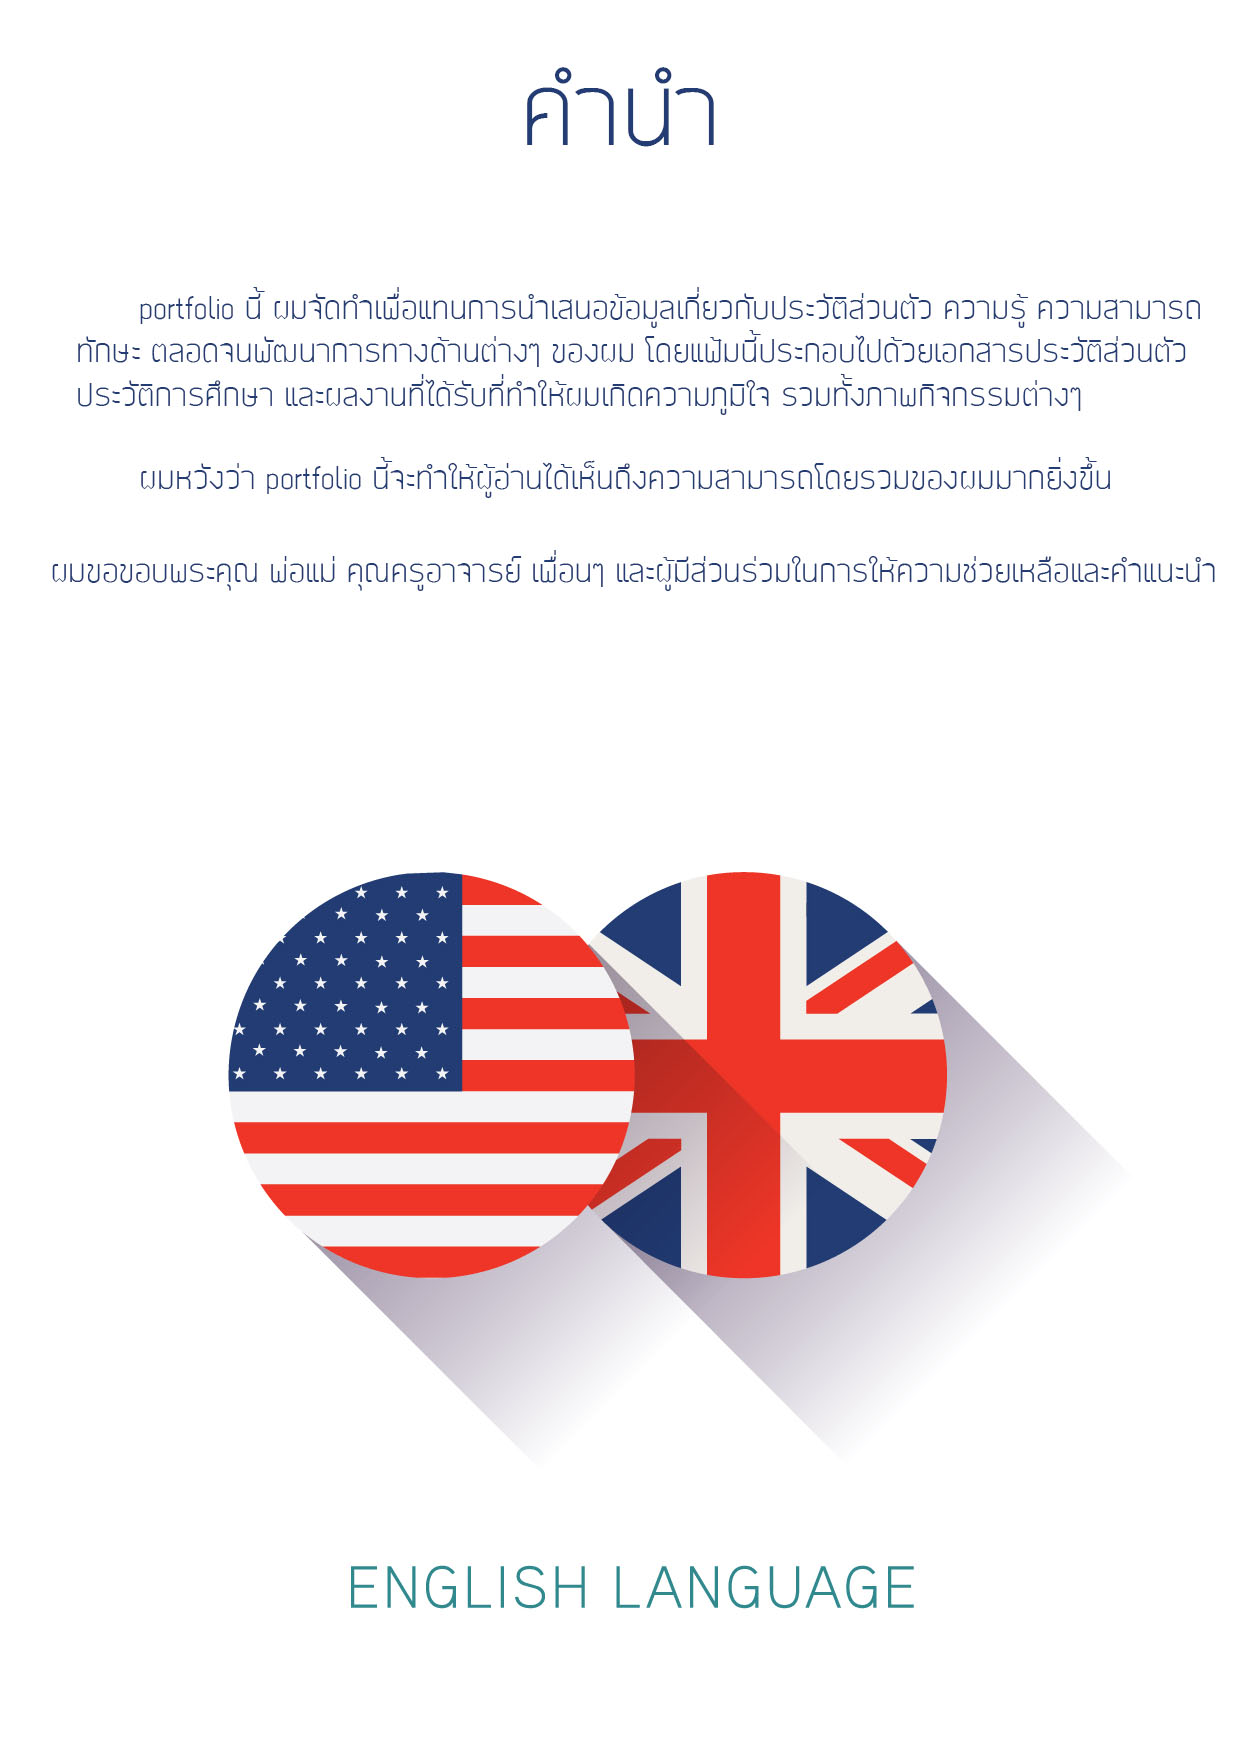 คำนำ
portfolio นี้ ผมจัดทำเพื่อแทนการนำเสนอข้อมูลเกี่ยวกับประวัติส่วนตัว ความรู้ ความสามารถ
ทักษะ ตลอดจนพัฒนาการทางด้านต่างๆ ของผม โดยแฟ้มนี้ประกอบไปด้วยเอกสารประวัติส่วนตัว
ประวัติการศึกษา และผลงานที่ได้รับที่ทำให้ผมเกิดความภูมิใจ รวมทั้งภาพกิจกรรมต่างๆ
ผมหวังว่า portfolio นี้จะทำให้ผู้อ่านได้เห็นถึงความสามารถโดยรวมของผมมากยิ่งขึ้น
ผมขอขอบพระคุณ พ่อแม่ คุณครูอาจารย์ เพื่อนๆ และผู้มีส่วนร่วมในการให้ความช่วยเหลือและคำแนะนำ
ENGLISH LANGUAGE